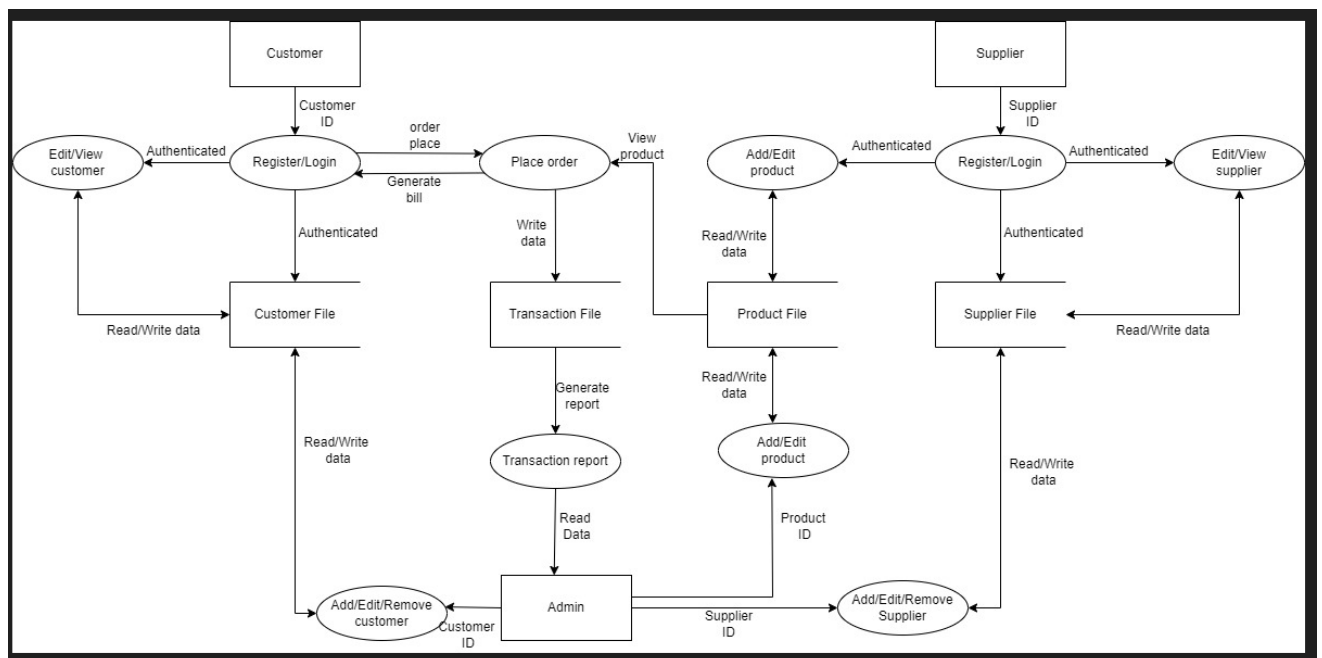 Customer
Supplier
Customer
ID
Supplier
ID
order
place
View
product
Authenticated
Authenticated
Authenticated
Edit/View
customer
Register/Login
Place order
Add/Edit
product
Register/Login
Edit/View
supplier
Generate
bill
Authenticated
Write
data
Read/Write
data
Authenticated
Customer File
Transaction File
Product File
Supplier File
Read/Write data
Read/Write data
Generate
report
Read/Write
data
Read/Write
data
Transaction report
Add/Edit
product
Read/Write
data
Read
Data
Product
ID
Add/Edit/Remove
customer
Admin
Add/Edit/Remove
Supplier
Customer
ID
Supplier
ID